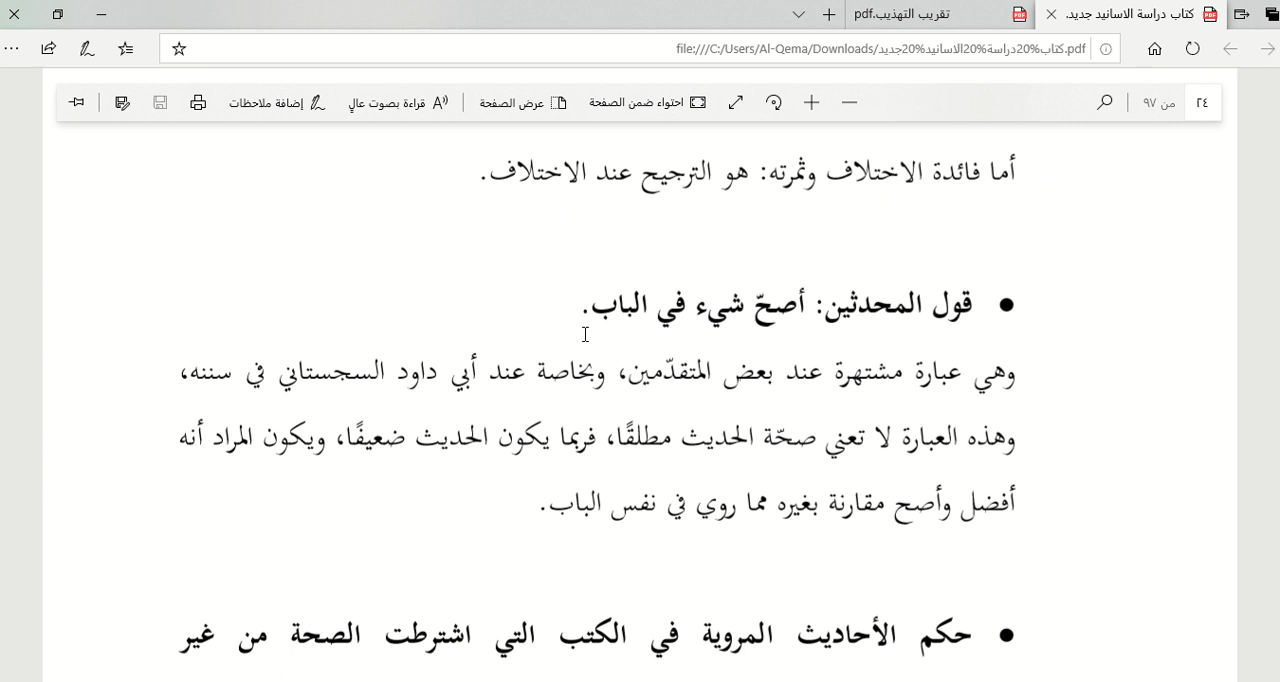 كتاب دراسة الاسانيد جديد.
تقريب التهذيب.pdf
file:///C:/Users/Al-Qema/Downloads/كتاب%20دراسة%20الاسانيد%20جديد.pdf
٢٤ من ٩٧
احتواء ضمن الصفحة
عرض الصفحة
قراءة بصوت عالٍ
إضافة ملاحظات
أما فائدة الاختلاف وثمرته: هو الترجيح عند الاختلاف.
● قول المحدثين: أصحّ شيء في الباب.
وهي عبارة مشتهرة عند بعض المتقدّمين، وبخاصة عند أبي داود السجستاني في سننه،
وهذه العبارة لا تعني صحّة الحديث مطلقًا، فربما يكون الحديث ضعيفًا، ويكون المراد أنه
أفضل وأصح مقارنة بغيره مما روي في نفس الباب.
● حكم الأحاديث المروية في الكتب التي اشترطت الصحة من غير